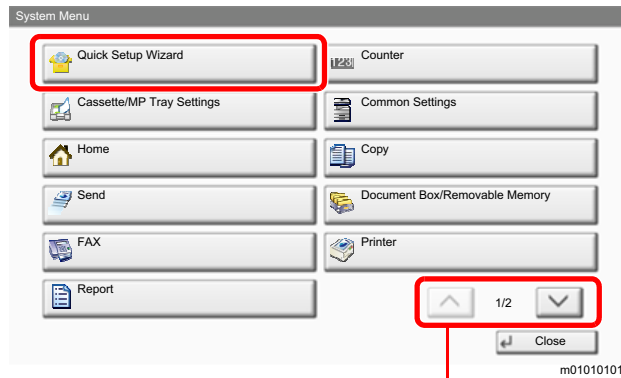 System Menu
Quick Setup Wizard
123
Counter
Cassette/MP Tray Settings
Common Settings
Home
Copy
Send
Document Box/Removable Memory
FAX
Printer
Report
1/2
Close
m01010101